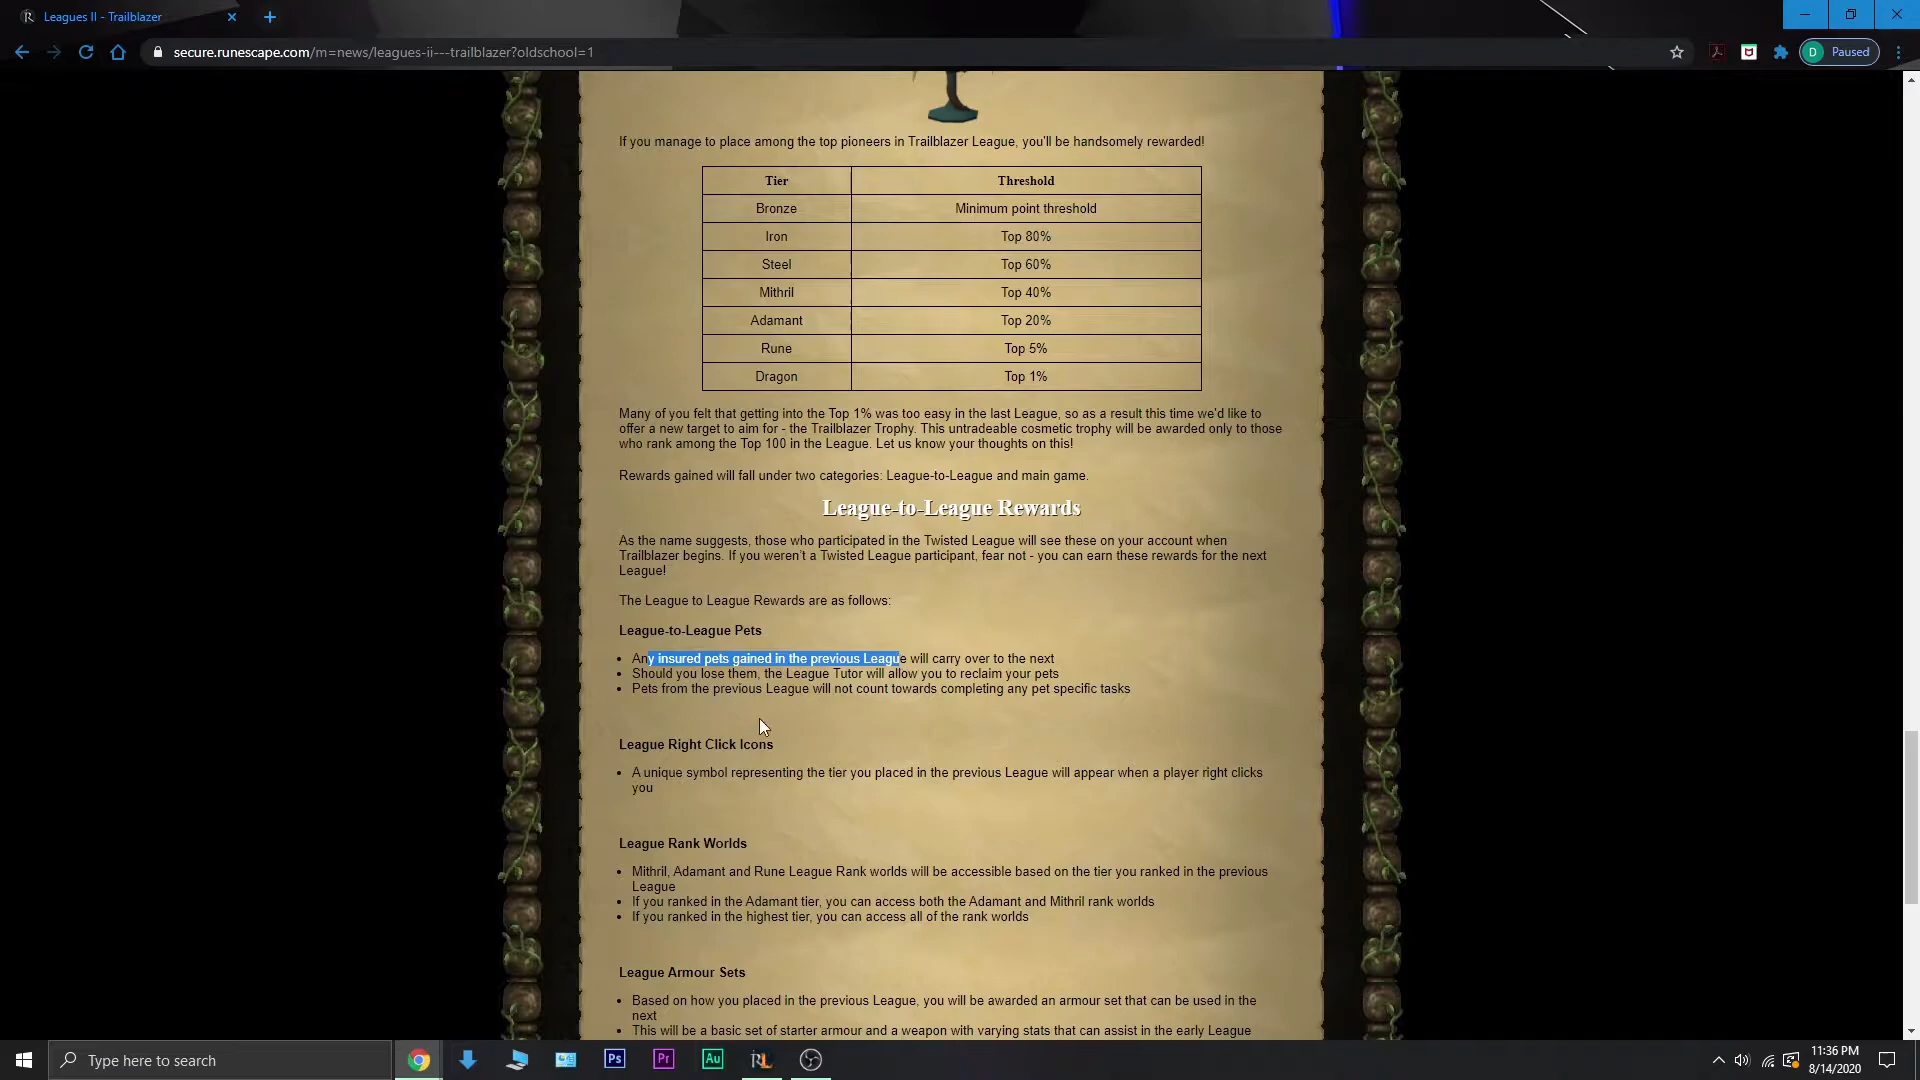 Leagues II - Trailblazer
secure.runescape.com/m=news/leagues-ii---trailblazer?oldschool=1
D Paused
If you manage to place among the top pioneers in Trailblazer League, you'll be handsomely rewarded!
Tier Threshold
Bronze Minimum point threshold
Iron Top 80%
Steel Top 60%
Mithril Top 40%
Adamant Top 20%
Rune Top 5%
Dragon Top 1%
Many of you felt that getting into the Top 1% was too easy in the last League, so as a result this time we'd like to
offer a new target to aim for - the Trailblazer Trophy. This untradeable cosmetic trophy will be awarded only to those
who rank among the Top 100 in the League. Let us know your thoughts on this!
Rewards gained will fall under two categories: League-to-League and main game.
League-to-League Rewards
As the name suggests, those who participated in the Twisted League will see these on your account when
Trailblazer begins. If you weren't a Twisted League participant, fear not - you can earn these rewards for the next
League!
The League to League Rewards are as follows:
League-to-League Pets
• Any insured pets gained in the previous League will carry over to the next
• Should you lose them, the League Tutor will allow you to reclaim your pets
• Pets from the previous League will not count towards completing any pet specific tasks
League Right Click Icons
• A unique symbol representing the tier you placed in the previous League will appear when a player right clicks
you
League Rank Worlds
• Mithril, Adamant and Rune League Rank worlds will be accessible based on the tier you ranked in the previous
League
• If you ranked in the Adamant tier, you can access both the Adamant and Mithril rank worlds
• If you ranked in the highest tier, you can access all of the rank worlds
League Armour Sets
• Based on how you placed in the previous League, you will be awarded an armour set that can be used in the
next
• This will be a basic set of starter armour and a weapon with varying stats that can assist in the early League
Type here to search
Ps
Pr
Au
RL
11:36 PM
8/14/2020